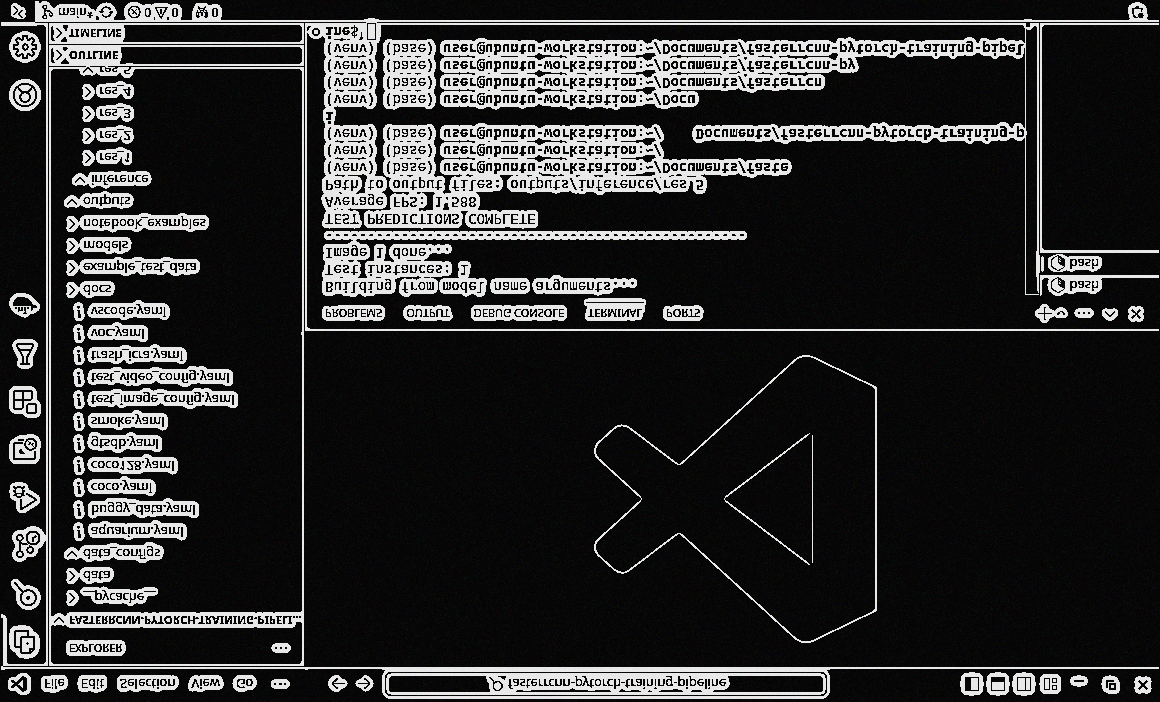 File Edit Selection View Go ... fasterrcnn-pytorch-training-pipeline
EXPLORER ...
FASTERRCNN-PYTORCH-TRAINING-PIPELI...
__pycache__
data
data_configs
aquarium.yaml
buggy_data.yaml
coco.yaml
coco128.yaml
gtsdb.yaml
smoke.yaml
test_image_config.yaml
test_video_config.yaml
trash_icra.yaml
voc.yaml
vscode.yaml
docs
example_test_data
models
notebook_examples
outputs
inference
res_1
res_2
res_3
res_4
res_5
OUTLINE
TIMELINE
PROBLEMS OUTPUT DEBUG CONSOLE TERMINAL PORTS
Building from model name arguments...
Test instances: 1
Image 1 done...
--------------------------------------------------
TEST PREDICTIONS COMPLETE
Average FPS: 1.588
Path to output files: outputs/inference/res_5
(venv) (base) user@ubuntu-workstation:~/Documents/faste
(venv) (base) user@ubuntu-workstation:~/
(venv) (base) user@ubuntu-workstation:~/ Documents/fasterrcnn-pytorch-training-p
i
(venv) (base) user@ubuntu-workstation:~/Docu
(venv) (base) user@ubuntu-workstation:~/Documents/fasterrcn
(venv) (base) user@ubuntu-workstation:~/Documents/fasterrcnn-py
(venv) (base) user@ubuntu-workstation:~/Documents/fasterrcnn-pytorch-training-pipel
ine$
bash
bash
main* 0 0 0